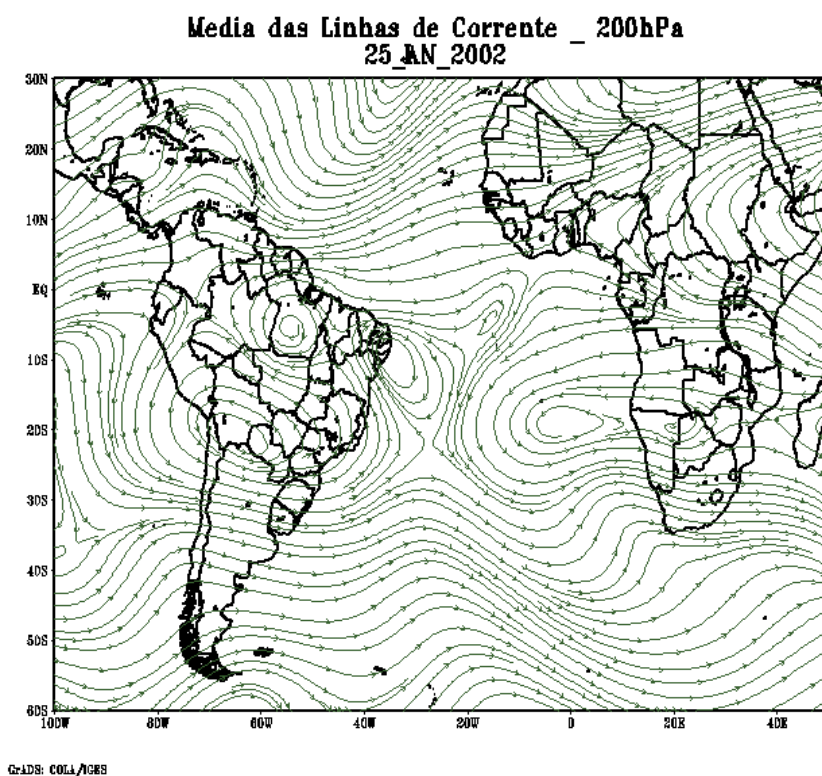 Media das Linhas de Corrente _ 200hPa
25_JAN_2002
30N
20N
10N
EQ
10S
20S
30S
40S
50S
60S
100W 80W 60W 40W 20W 0 20E 40E
GrADS: COLA/IGES